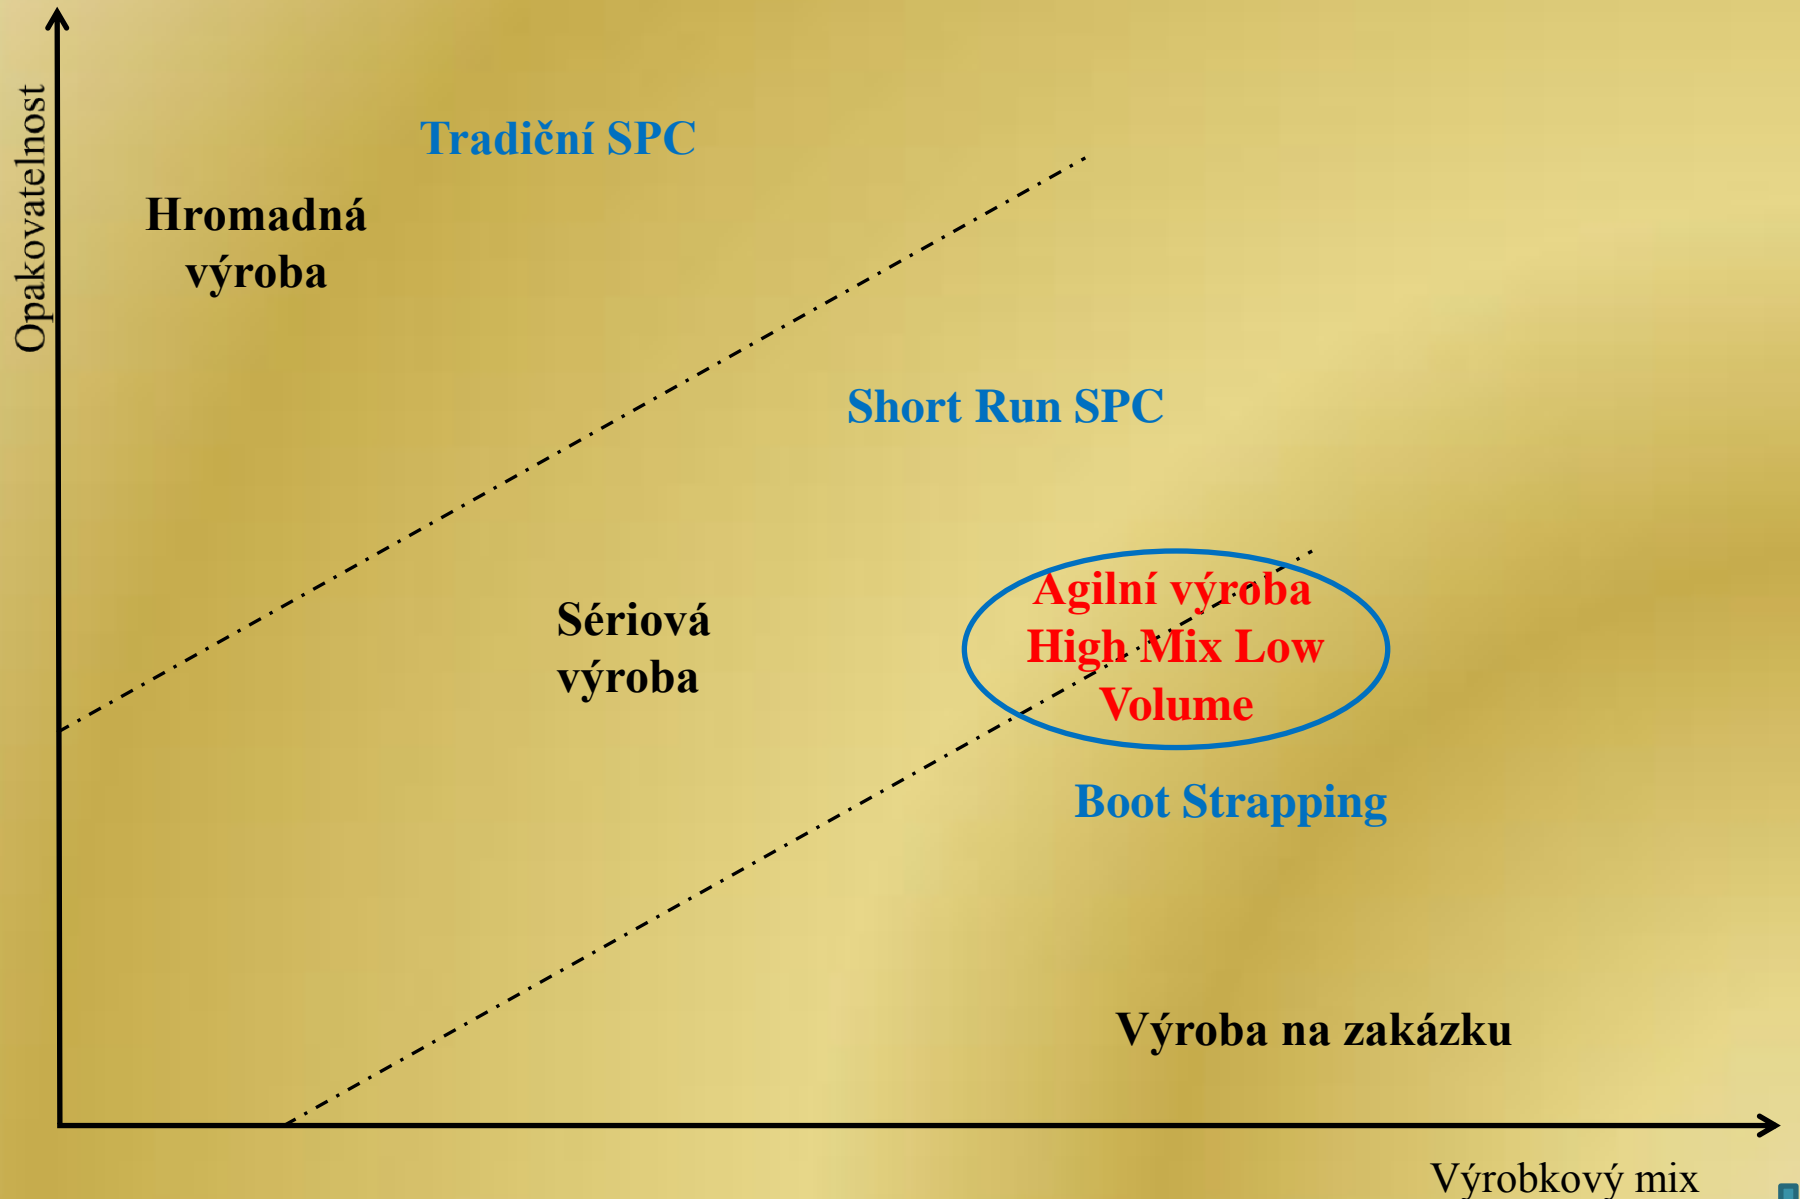 Opakovatelnost
Tradiční SPC
Hromadná
výroba
Short Run SPC
Sériová
výroba
Agilní výroba
High Mix Low
Volume
Boot Strapping
Výroba na zakázku
Výrobkový mix